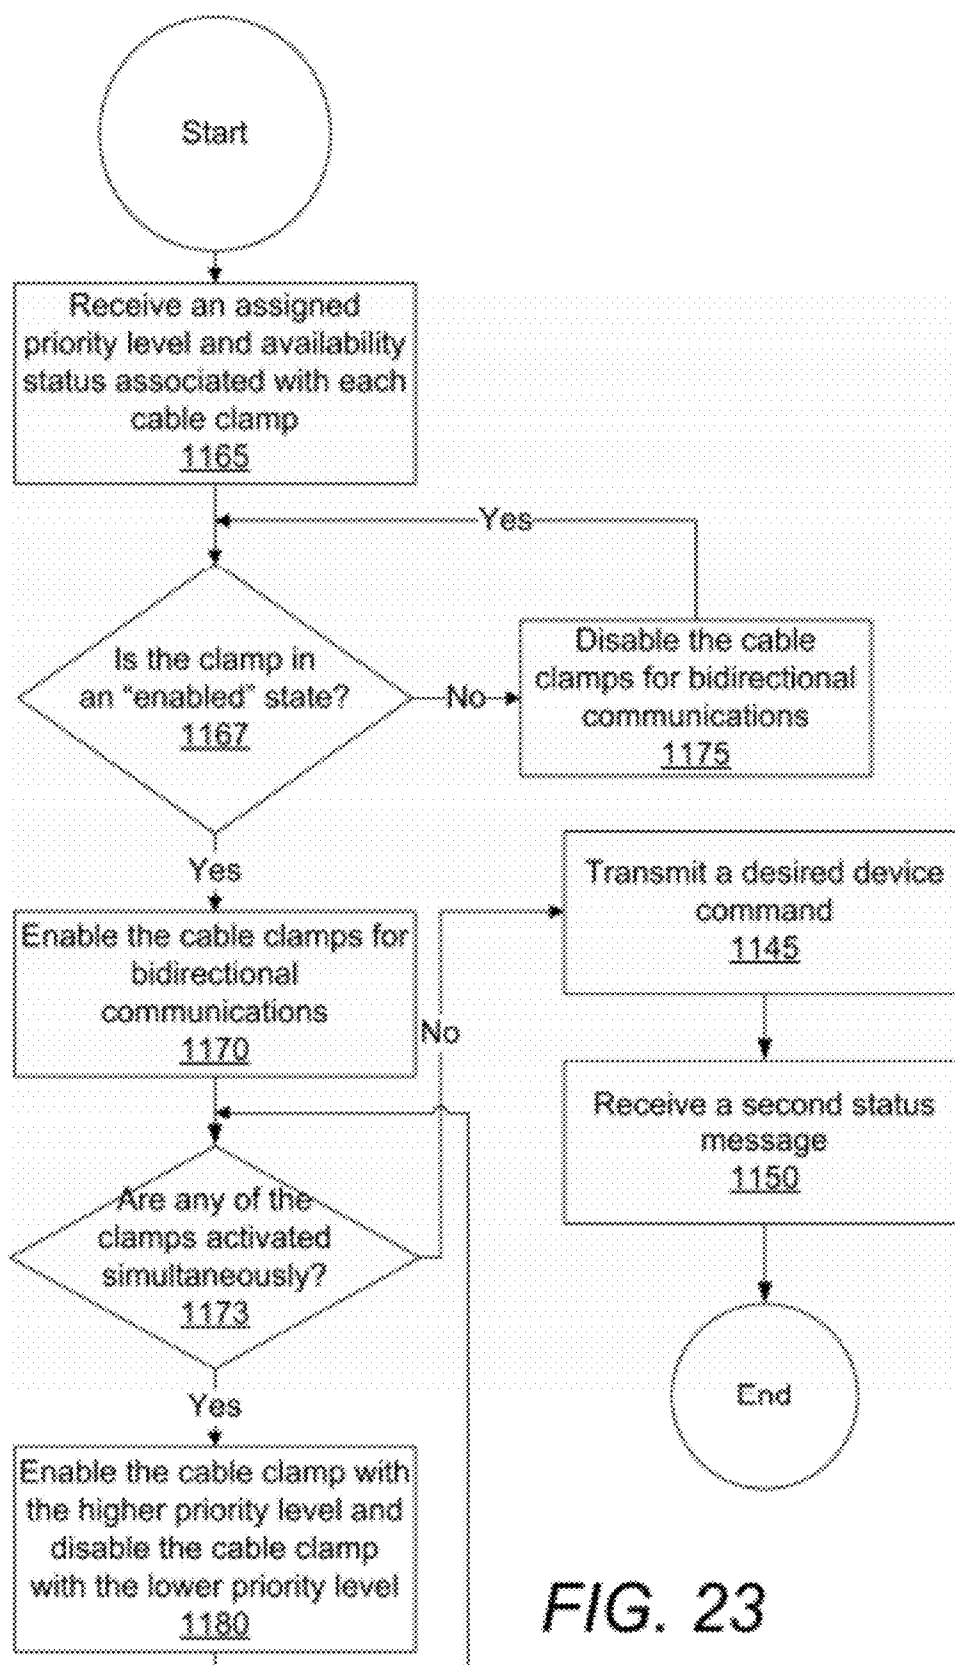 Start
Receive an assigned
priority level and availability
status associated with each
cable clamp
1165
Yes
Is the clamp in
an "enabled" state?
1167
No
Disable the cable
clamps for bidirectional
communications
1175
Yes
Enable the cable clamps for
bidirectional
communications
1170
No
Transmit a desired device
command
1145
Receive a second status
message
1150
Are any of the
clamps activated
simultaneously?
1173
Yes
End
Enable the cable clamp with
the higher priority level and
disable the cable clamp
with the lower priority level
1180
FIG. 23